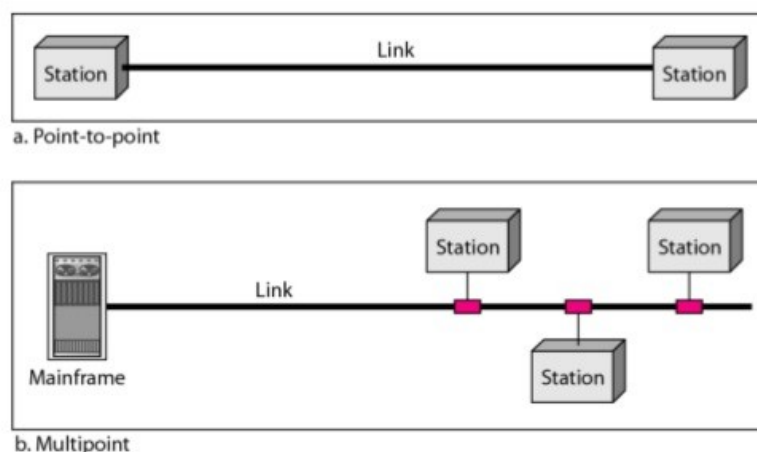 Link
Station
Station
a. Point-to-point
Station
Station
Link
Mainframe
Station
b. Multipoint